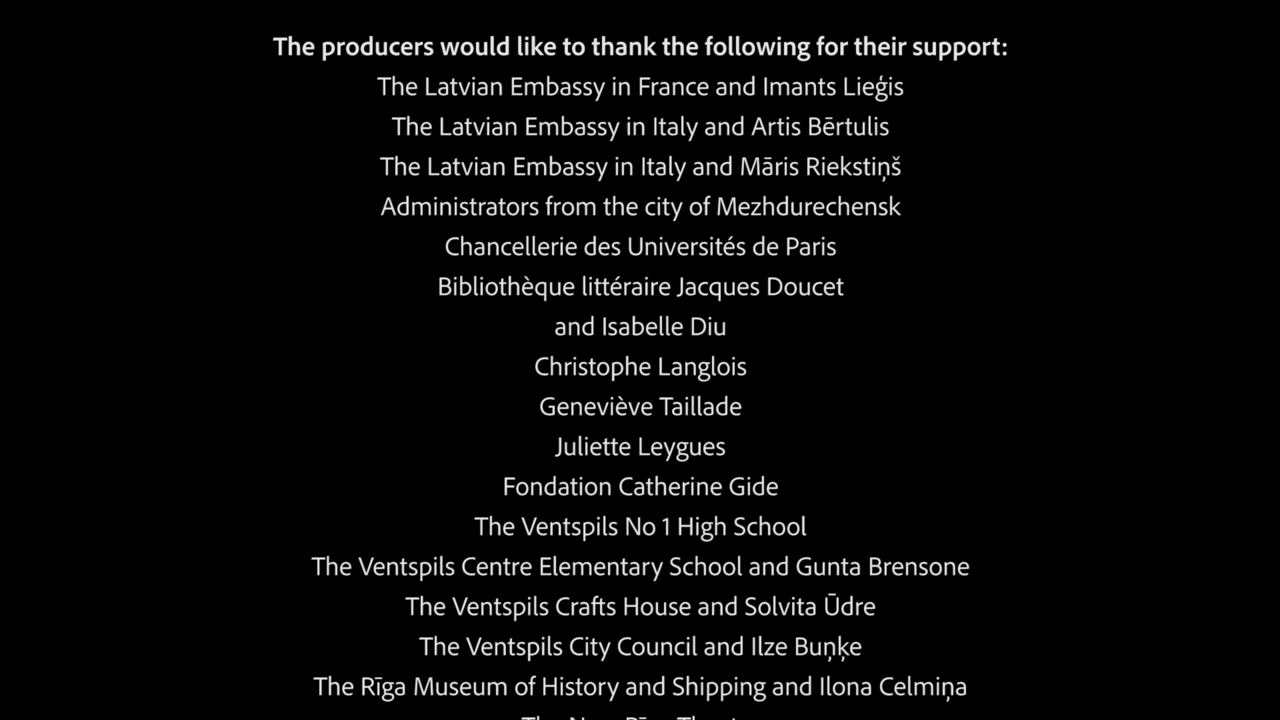 The producers would like to thank the following for their support:
The Latvian Embassy in France and Imants Lieģis
The Latvian Embassy in Italy and Artis Bērtulis
The Latvian Embassy in Italy and Māris Riekstiņš
Administrators from the city of Mezhdurechensk
Chancellerie des Universités de Paris
Bibliothèque littéraire Jacques Doucet
and Isabelle Diu
Christophe Langlois
Geneviève Taillade
Juliette Leygues
Fondation Catherine Gide
The Ventspils No 1 High School
The Ventspils Centre Elementary School and Gunta Brensone
The Ventspils Crafts House and Solvita Ūdre
The Ventspils City Council and Ilze Buņķe
The Rīga Museum of History and Shipping and Ilona Celmiņa